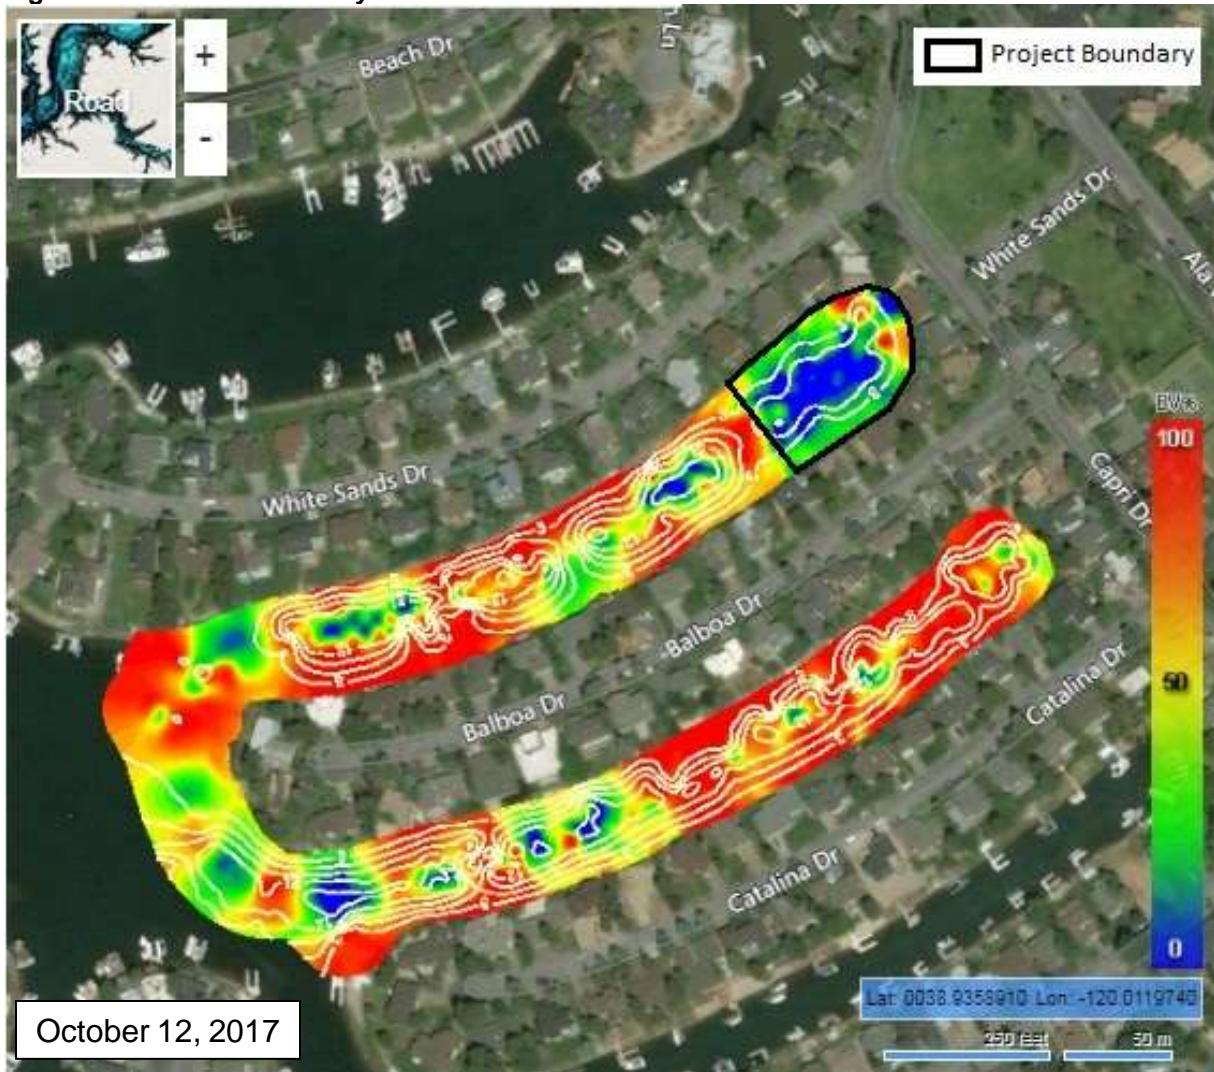 Road
+
-
Beach Dr
Project Boundary
White Sands Dr
Ala
BV%
100
White Sands Dr
Capri Dr
Balboa Dr
50
Catalina Dr
Balboa Dr
Catalina Dr
0
Lat: 0038.9358910 Lon: -120.0119740
October 12, 2017
250 feet
50 m